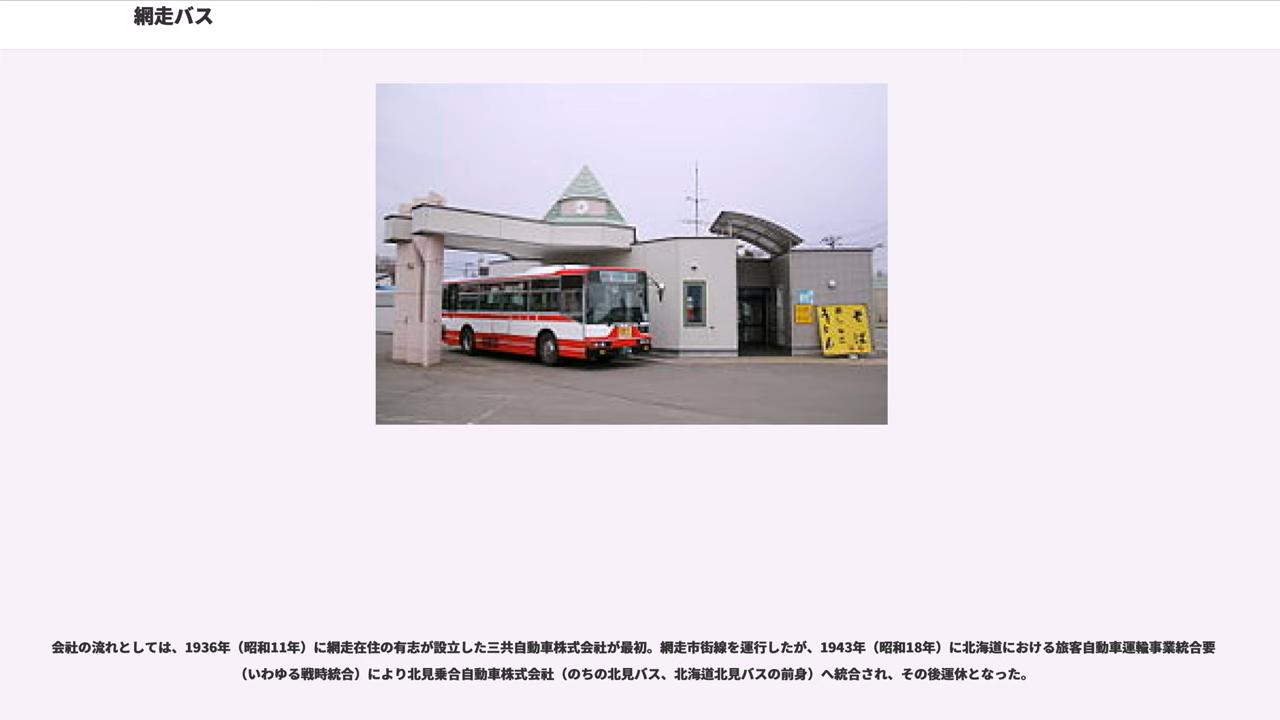 網走バス
そば
うどん
会社の流れとしては、1936年（昭和11年）に網走在住の有志が設立した三共自動車株式会社が最初。網走市街線を運行したが、1943年（昭和18年）に北海道における旅客自動車運輸事業統合要
（いわゆる戦時統合）により北見乗合自動車株式会社（のちの北見バス、北海道北見バスの前身）へ統合され、その後運休となった。